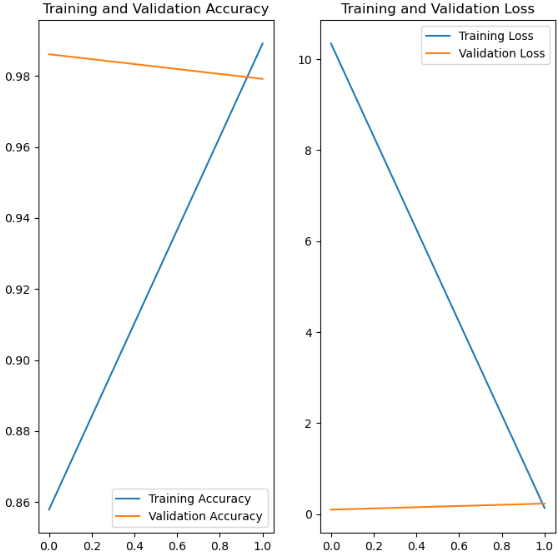 Training and Validation Accuracy
0.98
0.96
0.94
0.92
0.90
0.88
0.86
Training Accuracy
Validation Accuracy
0.0 0.2 0.4 0.6 0.8 1.0
Training and Validation Loss
Training Loss
Validation Loss
10
8
6
4
2
0
0.0 0.2 0.4 0.6 0.8 1.0